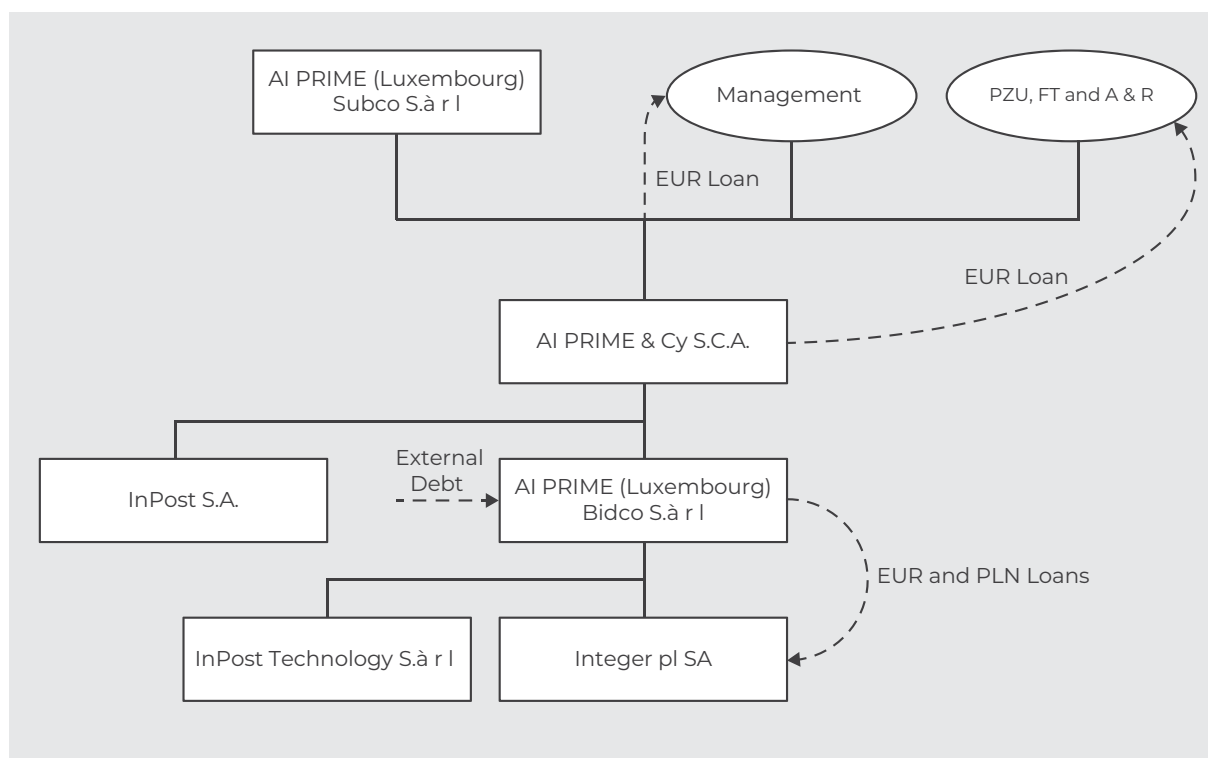 AI PRIME (Luxembourg)
Subco S.à r l
Management
PZU, FT and A & R
EUR Loan
EUR Loan
AI PRIME & Cy S.C.A.
InPost S.A.
External
Debt
AI PRIME (Luxembourg)
Bidco S.à r l
EUR and PLN Loans
InPost Technology S.à r l
Integer pl SA